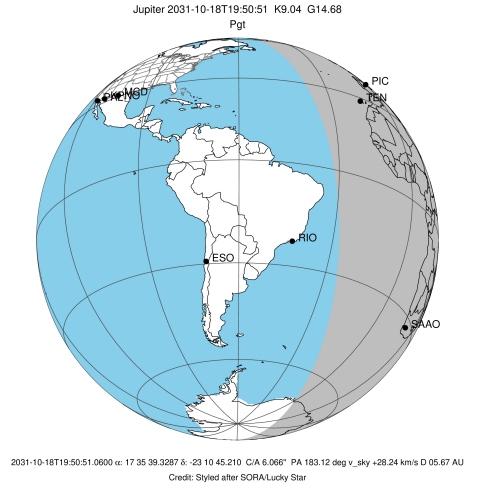 Jupiter 2031-10-18T19:50:51 K9.04 G14.68
Pgt
PIC
TEN
MCD
RIO
ESO
SAAO
2031-10-18T19:50:51.0600 α: 17 35 39.3287 δ: -23 10 45.210 C/A 6.066" PA 183.12 deg v_sky +28.24 km/s D 05.67 AU
Credit: Styled after SORA/Lucky Star